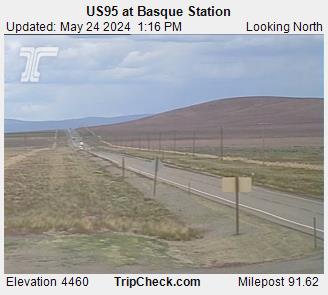 US95 at Basque Station
Updated: May 24 2024 1:16 PM Looking North
Elevation 4460 TripCheck.com Milepost 91.62